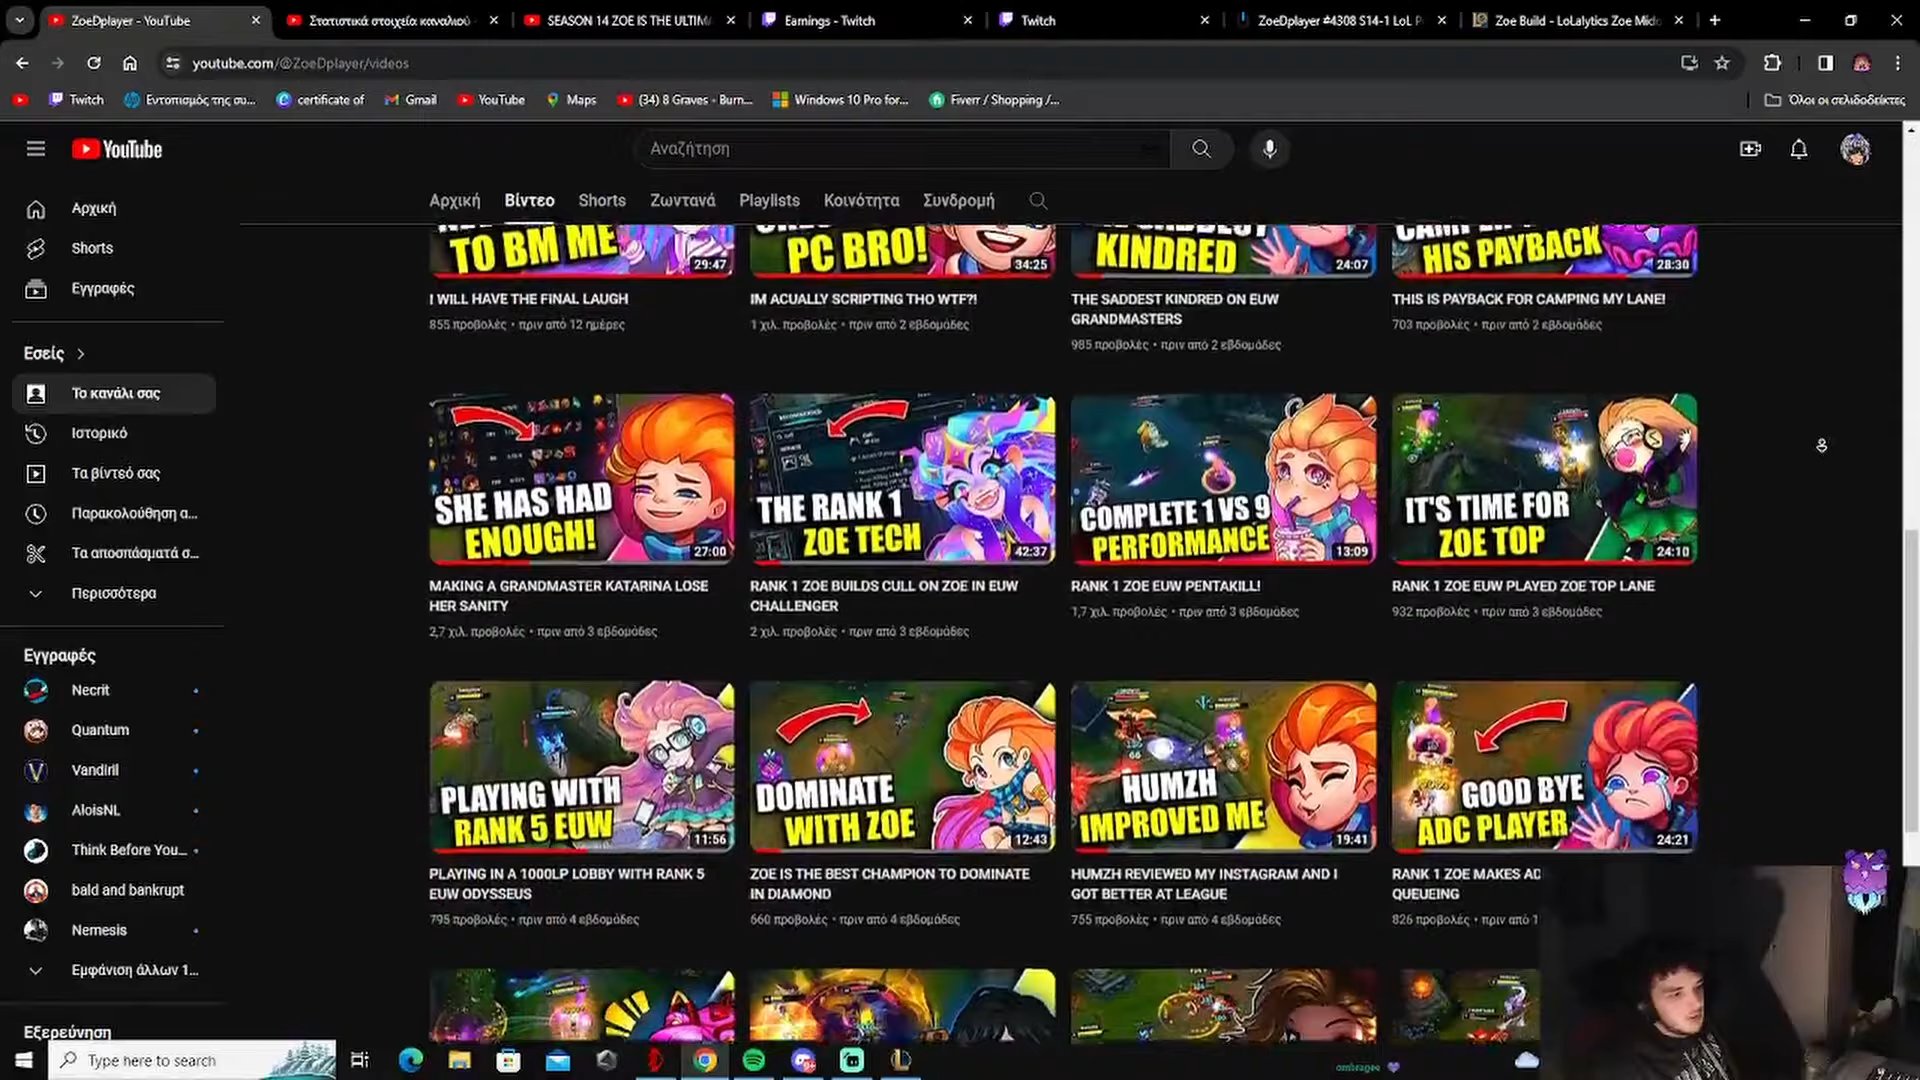 ZoeDplayer - YouTube
Στατιστικά στοιχεία καναλιού
SEASON 14 ZOE IS THE ULTIM
Earnings - Twitch
Twitch
ZoeDplayer #4308 S14-1 LoL P
Zoe Build - LoLalytics Zoe Mid
youtube.com/@ZoeDplayer/videos
Twitch
Εντοπισμός της συ...
certificate of
Gmail
YouTube
Maps
(34) 8 Graves - Burn...
Windows 10 Pro for...
Fiverr / Shopping /...
Όλοι οι σελιδοδείκτες
YouTube
Αναζήτηση
Αρχική
Βίντεο
Shorts
Ζωντανά
Playlists
Κοινότητα
Συνδρομή
Αρχική
Shorts
Εγγραφές
Εσείς
Το κανάλι σας
Ιστορικό
Τα βίντεό σας
Παρακολούθηση α...
Τα αποσπάσματά σ...
Περισσότερα
Εγγραφές
Necrit
Quantum
Vandiril
AloisNL
Think Before You...
bald and bankrupt
Nemesis
Εμφάνιση άλλων 1...
Εξερεύνηση
TO BM ME
29:47
PC BRO!
34:25
KINDRED
24:07
HIS PAYBACK
28:30
I WILL HAVE THE FINAL LAUGH
855 προβολές • πριν από 12 ημέρες
IM ACUALLY SCRIPTING THO WTF?!
1 χιλ. προβολές • πριν από 2 εβδομάδες
THE SADDEST KINDRED ON EUW
GRANDMASTERS
985 προβολές • πριν από 2 εβδομάδες
THIS IS PAYBACK FOR CAMPING MY LANE!
703 προβολές • πριν από 2 εβδομάδες
SHE HAS HAD
ENOUGH!
27:00
THE RANK 1
ZOE TECH
42:37
COMPLETE 1 VS 9
PERFORMANCE
13:09
IT'S TIME FOR
ZOE TOP
24:10
MAKING A GRANDMASTER KATARINA LOSE
HER SANITY
2,7 χιλ. προβολές • πριν από 3 εβδομάδες
RANK 1 ZOE BUILDS CULL ON ZOE IN EUW
CHALLENGER
2 χιλ. προβολές • πριν από 3 εβδομάδες
RANK 1 ZOE EUW PENTAKILL!
1,7 χιλ. προβολές • πριν από 3 εβδομάδες
RANK 1 ZOE EUW PLAYED ZOE TOP LANE
932 προβολές • πριν από 3 εβδομάδες
PLAYING WITH
RANK 5 EUW
11:56
DOMINATE
WITH ZOE
12:43
HUMZH
IMPROVED ME
19:41
GOOD BYE
ADC PLAYER
24:21
PLAYING IN A 1000LP LOBBY WITH RANK 5
EUW ODYSSEUS
795 προβολές • πριν από 4 εβδομάδες
ZOE IS THE BEST CHAMPION TO DOMINATE
IN DIAMOND
660 προβολές • πριν από 4 εβδομάδες
HUMZH REVIEWED MY INSTAGRAM AND I
GOT BETTER AT LEAGUE
755 προβολές • πριν από 4 εβδομάδες
RANK 1 ZOE MAKES AD
QUEUEING
826 προβολές • πριν από 1
Type here to search
ombragee